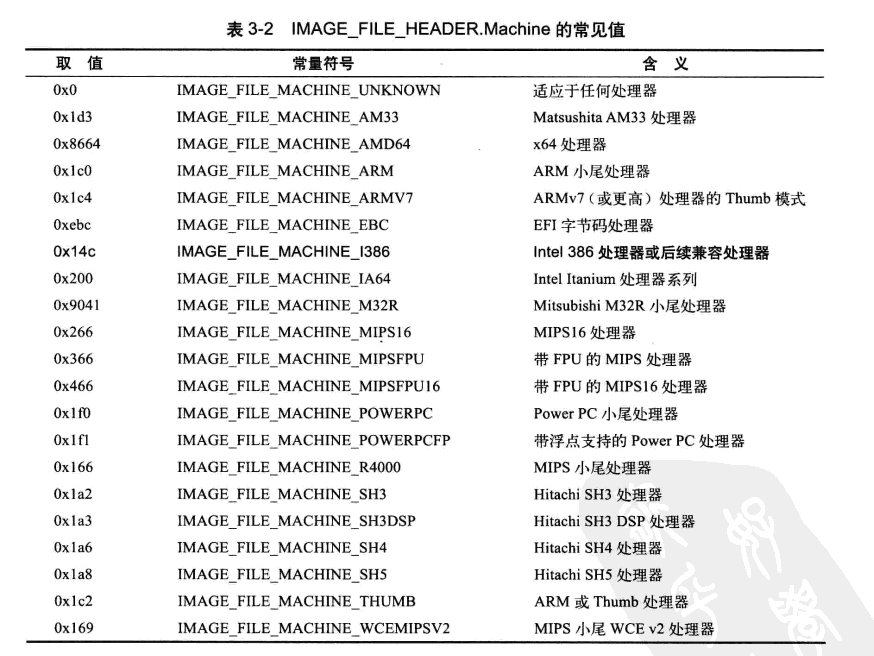 表 3-2 IMAGE_FILE_HEADER.Machine 的常见值
取 值 常量符号 含 义
0x0 IMAGE_FILE_MACHINE_UNKNOWN 适应于任何处理器
0x1d3 IMAGE_FILE_MACHINE_AM33 Matsushita AM33 处理器
0x8664 IMAGE_FILE_MACHINE_AMD64 x64 处理器
0x1c0 IMAGE_FILE_MACHINE_ARM ARM 小尾处理器
0x1c4 IMAGE_FILE_MACHINE_ARMV7 ARMv7（或更高）处理器的 Thumb 模式
0xebc IMAGE_FILE_MACHINE_EBC EFI 字节码处理器
0x14c IMAGE_FILE_MACHINE_I386 Intel 386 处理器或后续兼容处理器
0x200 IMAGE_FILE_MACHINE_IA64 Intel Itanium 处理器系列
0x9041 IMAGE_FILE_MACHINE_M32R Mitsubishi M32R 小尾处理器
0x266 IMAGE_FILE_MACHINE_MIPS16 MIPS16 处理器
0x366 IMAGE_FILE_MACHINE_MIPSFPU 带 FPU 的 MIPS 处理器
0x466 IMAGE_FILE_MACHINE_MIPSFPU16 带 FPU 的 MIPS16 处理器
0x1f0 IMAGE_FILE_MACHINE_POWERPC Power PC 小尾处理器
0x1f1 IMAGE_FILE_MACHINE_POWERPCFP 带浮点支持的 Power PC 处理器
0x166 IMAGE_FILE_MACHINE_R4000 MIPS 小尾处理器
0x1a2 IMAGE_FILE_MACHINE_SH3 Hitachi SH3 处理器
0x1a3 IMAGE_FILE_MACHINE_SH3DSP Hitachi SH3 DSP 处理器
0x1a6 IMAGE_FILE_MACHINE_SH4 Hitachi SH4 处理器
0x1a8 IMAGE_FILE_MACHINE_SH5 Hitachi SH5 处理器
0x1c2 IMAGE_FILE_MACHINE_THUMB ARM 或 Thumb 处理器
0x169 IMAGE_FILE_MACHINE_WCEMIPSV2 MIPS 小尾 WCE v2 处理器